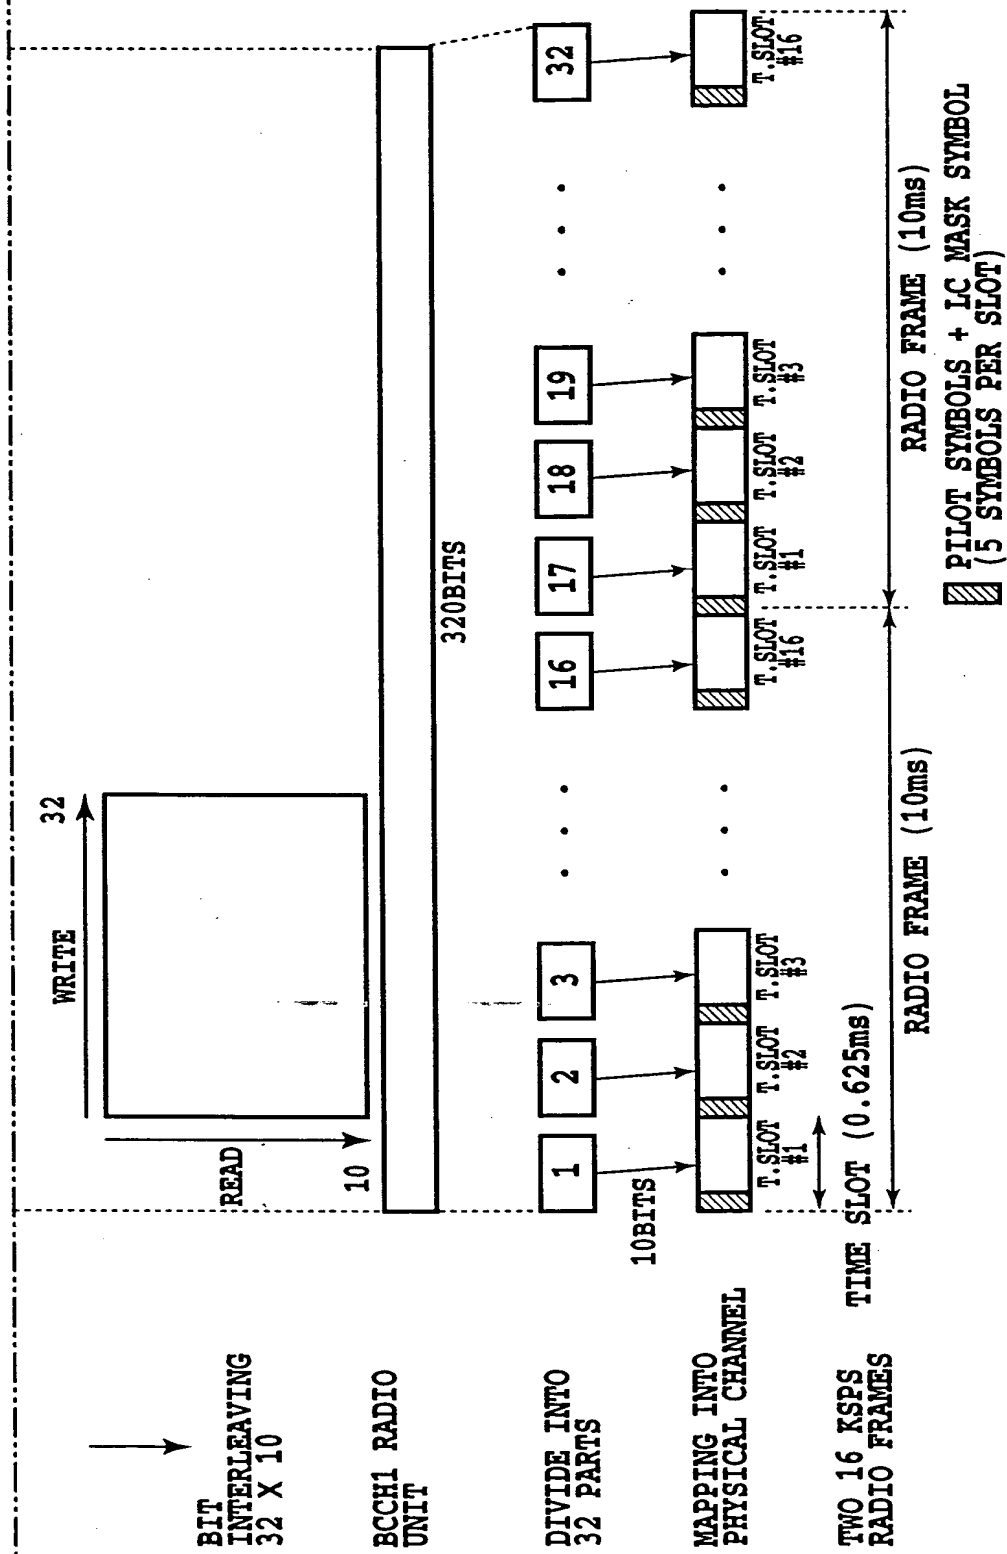 BIT
INTERLEAVING
32 X 10
READ
10
WRITE
32
BCCH1 RADIO
UNIT
320BITS
DIVIDE INTO
32 PARTS
1
2
3
16
17
18
19
32
10BITS
MAPPING INTO
PHYSICAL CHANNEL
T.SLOT
#1
T.SLOT
#2
T.SLOT
#3
T.SLOT
#16
T.SLOT
#1
T.SLOT
#2
T.SLOT
#3
T.SLOT
#16
TWO 16 KSPS
RADIO FRAMES
TIME SLOT (0.625ms)
RADIO FRAME (10ms)
RADIO FRAME (10ms)
PILOT SYMBOLS + LC MASK SYMBOL
(5 SYMBOLS PER SLOT)